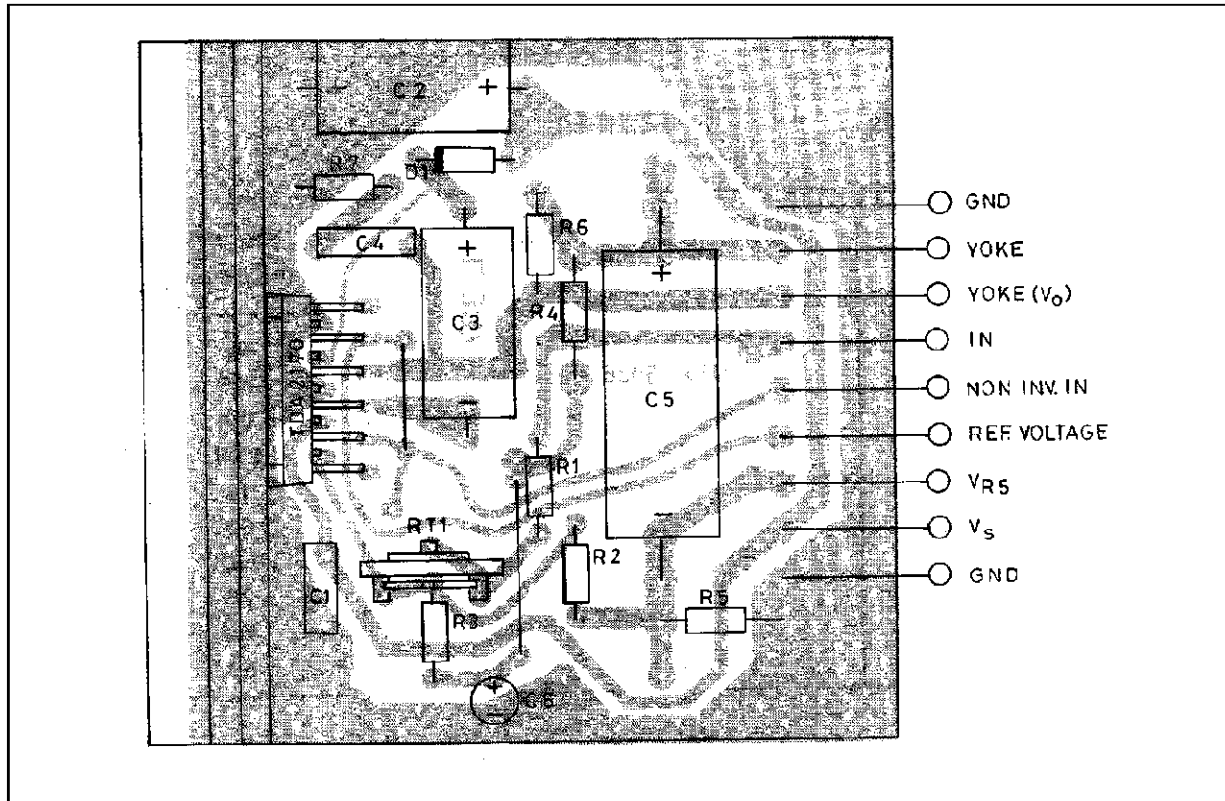 C2
+
+
D1
R7
C4
+
C3
R6
R4
+
C5
R1
RT1
C1
R3
R2
R5
+
C6
GND
YOKE
YOKE (VO)
IN
NON INV. IN
REF. VOLTAGE
VR5
VS
GND